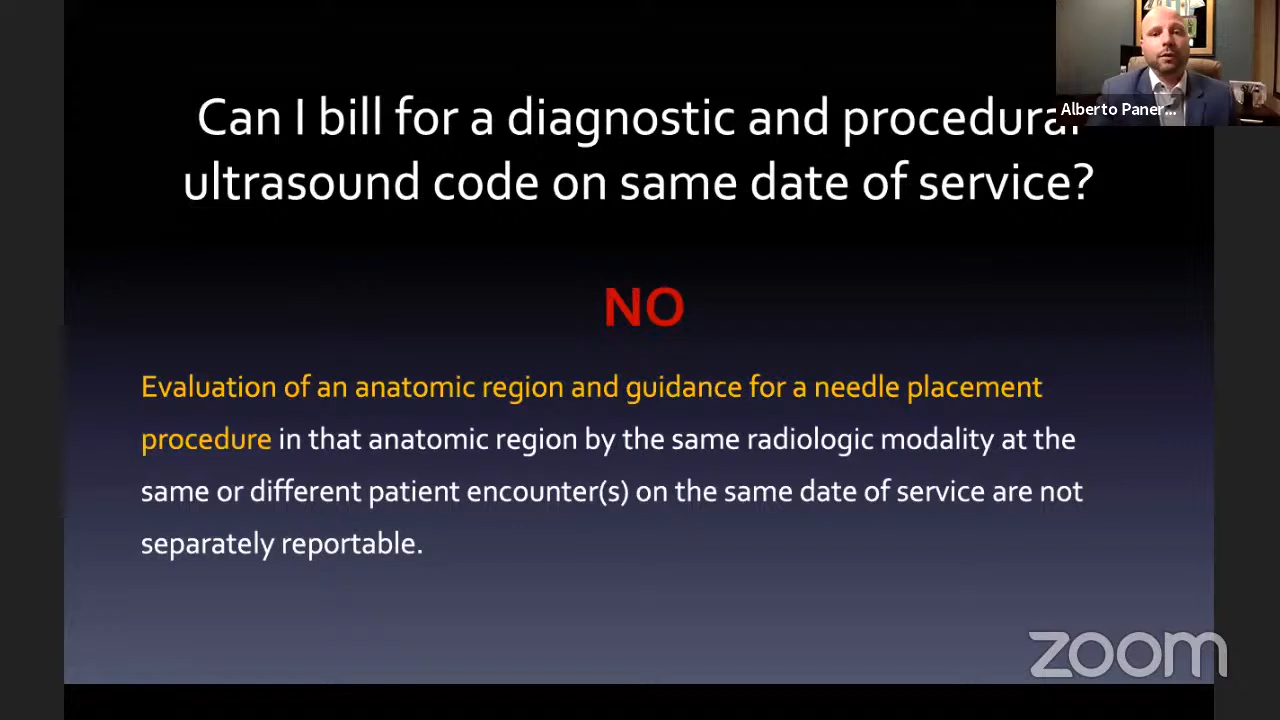 Can I bill for a diagnostic and procedural
ultrasound code on same date of service?
NO
Evaluation of an anatomic region and guidance for a needle placement
procedure in that anatomic region by the same radiologic modality at the
same or different patient encounter(s) on the same date of service are not
separately reportable.
Alberto Paner...
zoom